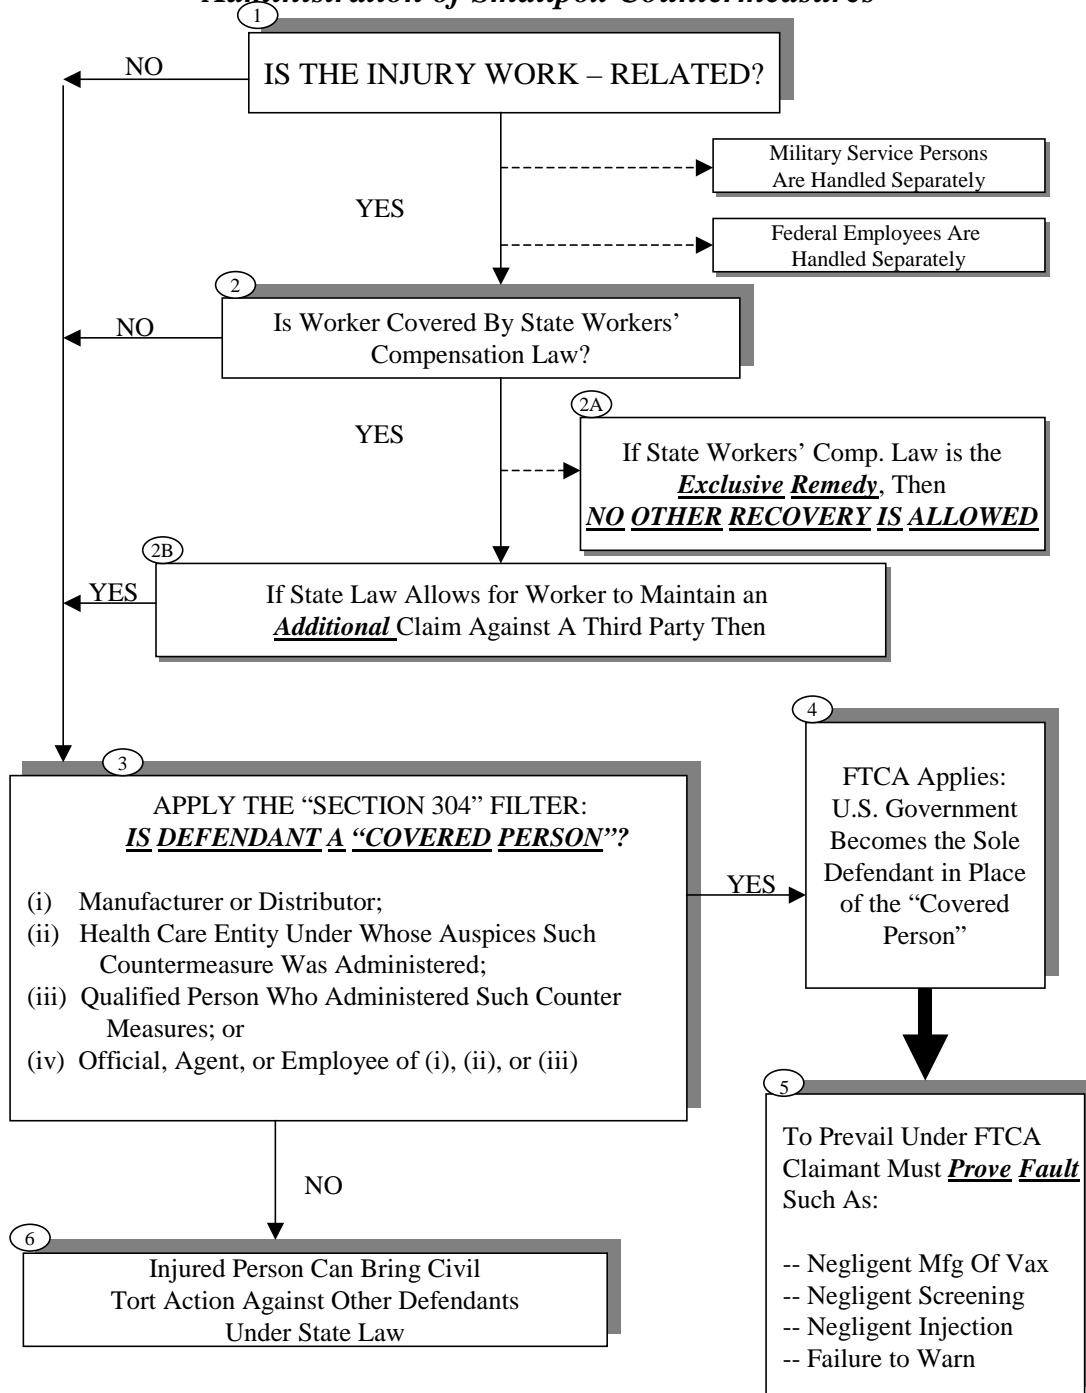 Administration of Smallpox Countermeasures
1
IS THE INJURY WORK – RELATED?
NO
Military Service Persons
Are Handled Separately
YES
Federal Employees Are
Handled Separately
2
Is Worker Covered By State Workers’
Compensation Law?
NO
2A
YES
If State Workers’ Comp. Law is the
Exclusive Remedy, Then
NO OTHER RECOVERY IS ALLOWED
2B
YES
If State Law Allows for Worker to Maintain an
Additional Claim Against A Third Party Then
3
APPLY THE “SECTION 304” FILTER:
IS DEFENDANT A “COVERED PERSON”?
(i) Manufacturer or Distributor;
(ii) Health Care Entity Under Whose Auspices Such
Countermeasure Was Administered;
(iii) Qualified Person Who Administered Such Counter
Measures; or
(iv) Official, Agent, or Employee of (i), (ii), or (iii)
YES
4
FTCA Applies:
U.S. Government
Becomes the Sole
Defendant in Place
of the “Covered
Person”
5
To Prevail Under FTCA
Claimant Must Prove Fault
Such As:
-- Negligent Mfg Of Vax
-- Negligent Screening
-- Negligent Injection
-- Failure to Warn
NO
6
Injured Person Can Bring Civil
Tort Action Against Other Defendants
Under State Law